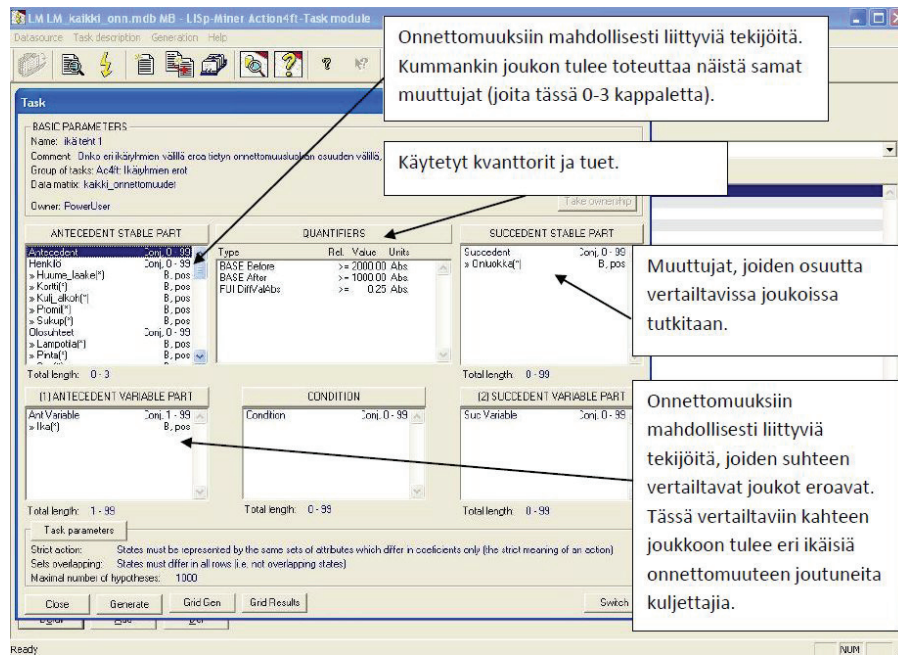 LM LM_kaikki_onn.mdb MB - LISp-Miner Action4ft-Task module
Datasource Task description Generation Help
Onnettomuuksiin mahdollisesti liittyviä tekijöitä.
Kummankin joukon tulee toteuttaa näistä samat
muuttujat (joita tässä 0-3 kappaletta).
Task
BASIC PARAMETERS
Name: ikä teht 1
Comment: Onko eri ikäryhmien välillä eroa tietyn onnettomuusluokan osuuden välillä,
Group of tasks: Ac4ft: Ikäryhmien erot
Data matrix: kaikki_onnettomuudet
Owner: PowerUser
Take ownership
Käytetyt kvanttorit ja tuet.
ANTECEDENT STABLE PART
Antecedent Conj, 0 - 99
Henkilö Conj, 0 - 99
» Huume_laake(*) B, pos
» Kortti(*) B, pos
» Kulj_alkoh(*) B, pos
» Promil(*) B, pos
» Sukup(*) B, pos
Olosuhteet Conj, 0 - 99
» Lampotila(*) B, pos
» Pinta(*) B, pos
Total length: 0 - 3
QUANTIFIERS
Type Rel. Value Units
BASE Before >= 2000.00 Abs.
BASE After >= 1000.00 Abs.
FUI DiffValAbs >= 0.25 Abs.
SUCCEDENT STABLE PART
Succedent Conj, 0 - 99
» Onluokka(*) B, pos
Total length: 0-99
Muuttujat, joiden osuutta
vertailtavissa joukoissa
tutkitaan.
(1) ANTECEDENT VARIABLE PART
Ant Variable Conj, 1 - 99
» Ika(*) B, pos
Total length: 1 - 99
CONDITION
Condition Conj, 0 - 99
Total length: 0 - 99
(2) SUCCEDENT VARIABLE PART
Suc Variable Conj, 0 - 99
Total length: 0 - 99
Onnettomuuksiin
mahdollisesti liittyviä
tekijöitä, joiden suhteen
vertailtavat joukot eroavat.
Tässä vertailtaviin kahteen
joukkoon tulee eri ikäisiä
onnettomuuteen joutuneita
kuljettajia.
Task parameters
Strict action: States must be represented by the same sets of attributes which differ in coeficients only (the strict meaning of an action)
Sets overlapping: States must differ in all rows (i.e. not overlapping states)
Maximal number of hypotheses: 1000
Close Generate Grid Gen Grid Results Switch
Ready NUM